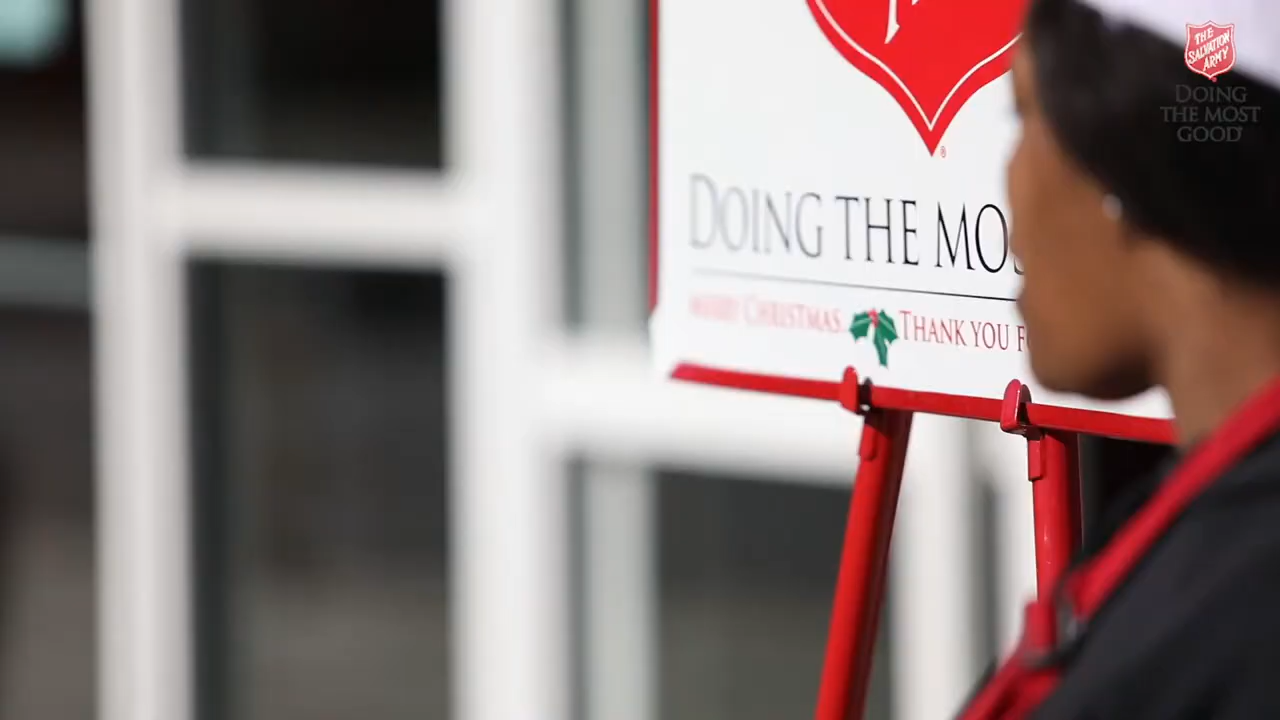 THE
SALVATION
ARMY
DOING
THE MOST
GOOD
DOING THE MOS
MERRY CHRISTMAS... THANK YOU F